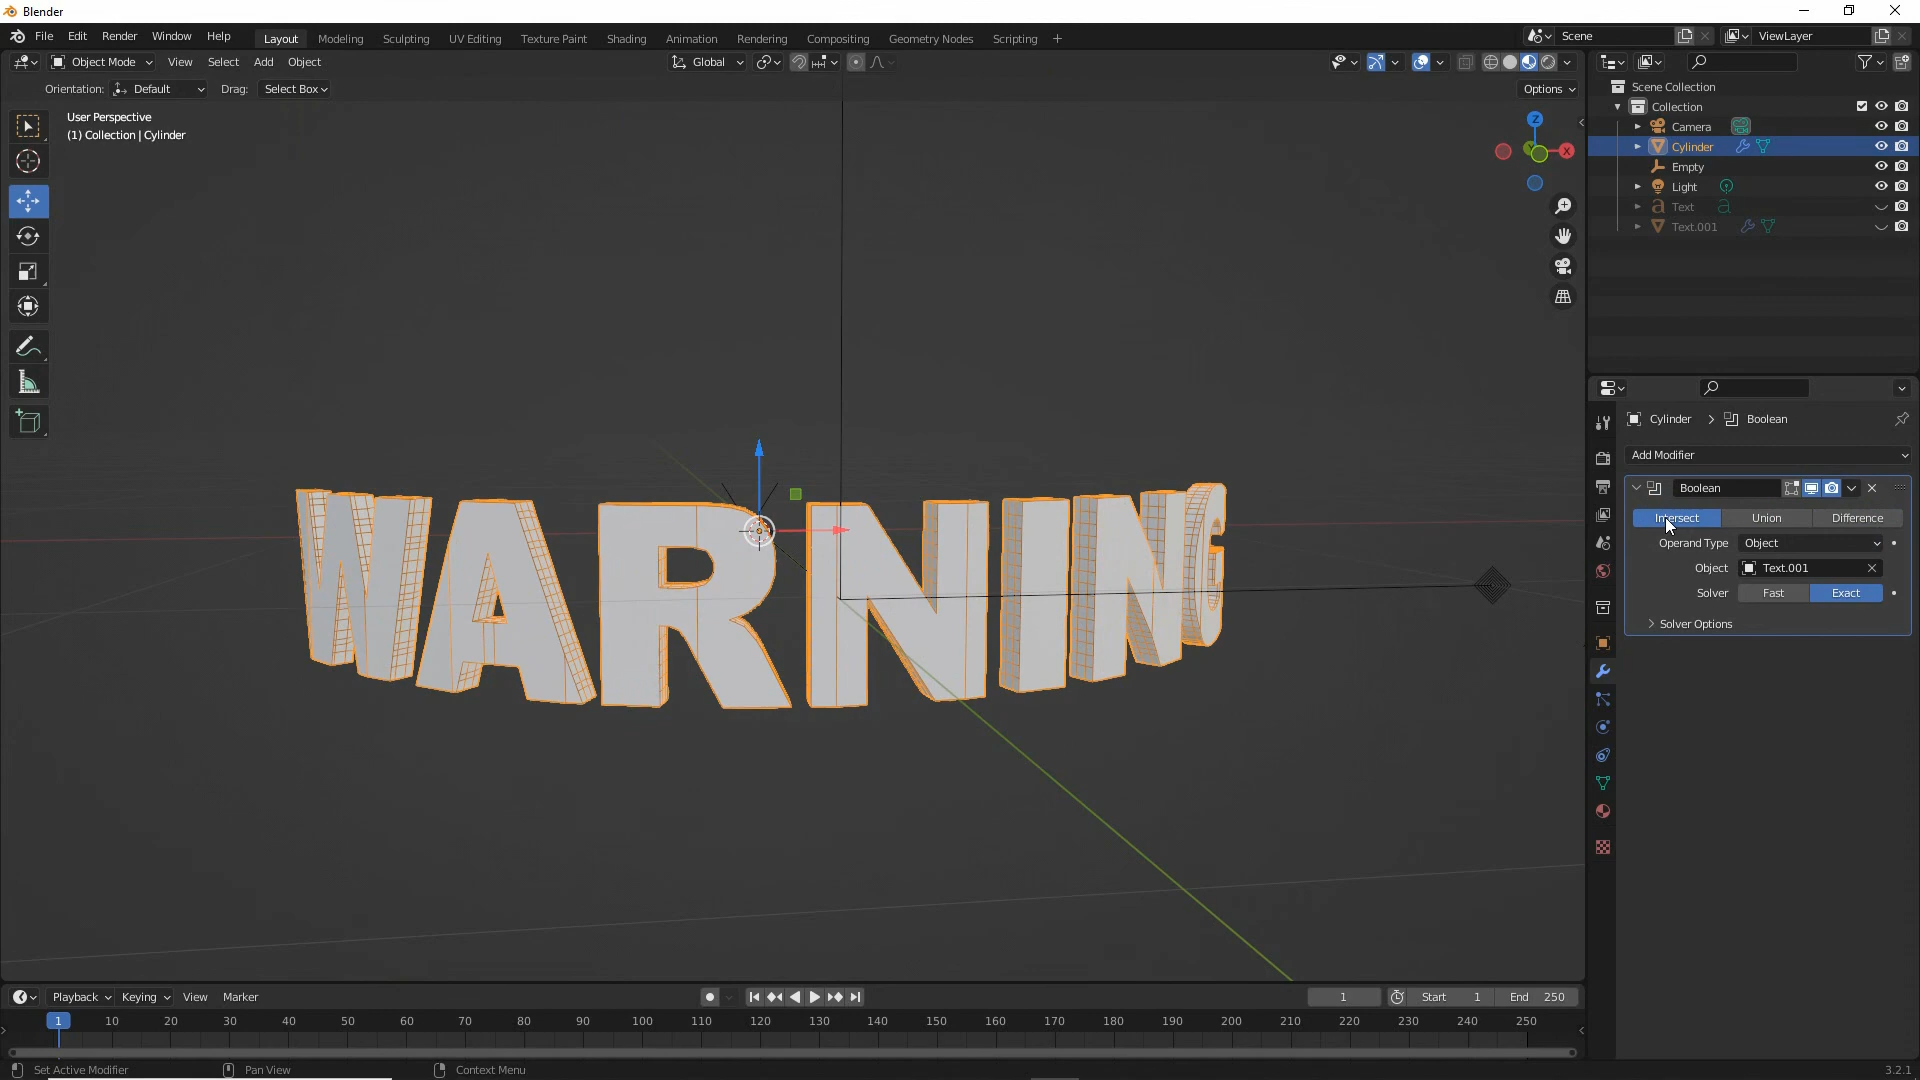 Blender
File Edit Render Window Help Layout Modeling Sculpting UV Editing Texture Paint Shading Animation Rendering Compositing Geometry Nodes Scripting + Scene ViewLayer
Object Mode View Select Add Object Global
Orientation: Default Drag: Select Box Options
User Perspective
(1) Collection | Cylinder
Z
Y
X
WARNING
Scene Collection
Collection
Camera
Cylinder
Empty
Light
Text
Text.001
Cylinder > Boolean
Add Modifier
Boolean
Intersect Union Difference
Operand Type Object
Object Text.001
Solver Fast Exact
Solver Options
Playback Keying View Marker 1 Start 1 End 250
1 10 20 30 40 50 60 70 80 90 100 110 120 130 140 150 160 170 180 190 200 210 220 230 240 250
Set Active Modifier Pan View Context Menu 3.2.1